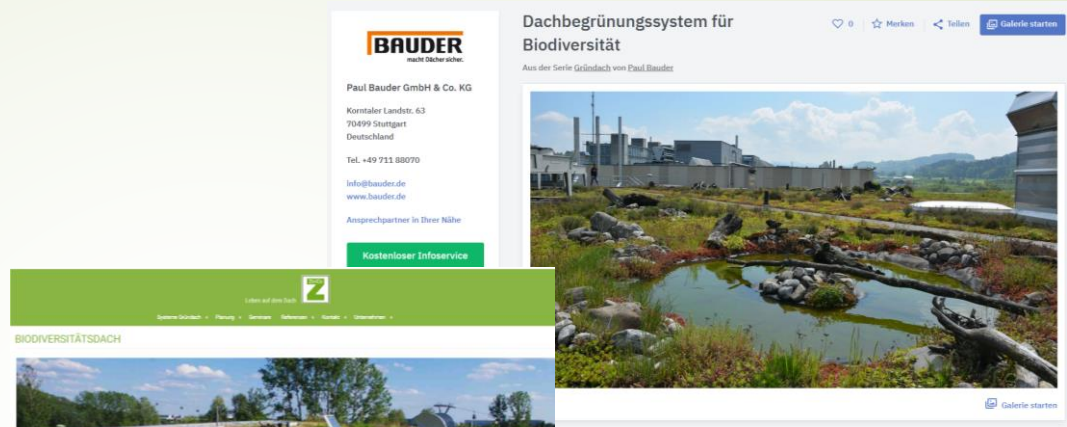 BAUDER
macht Dächer sicher.
Paul Bauder GmbH & Co. KG
Korntaler Landstr. 63
70499 Stuttgart
Deutschland
Tel. +49 711 88070
info@bauder.de
www.bauder.de
Ansprechpartner in Ihrer Nähe
Kostenloser Infoservice
Dachbegrünungssystem für
Biodiversität
Aus der Serie Gründach von Paul Bauder
0 Merken Teilen Galerie starten
Galerie starten
Leben auf dem Dach
Z
Systeme Gründach Planung Seminare Referenzen Kontakt Unternehmen
BIODIVERSITÄTSDACH